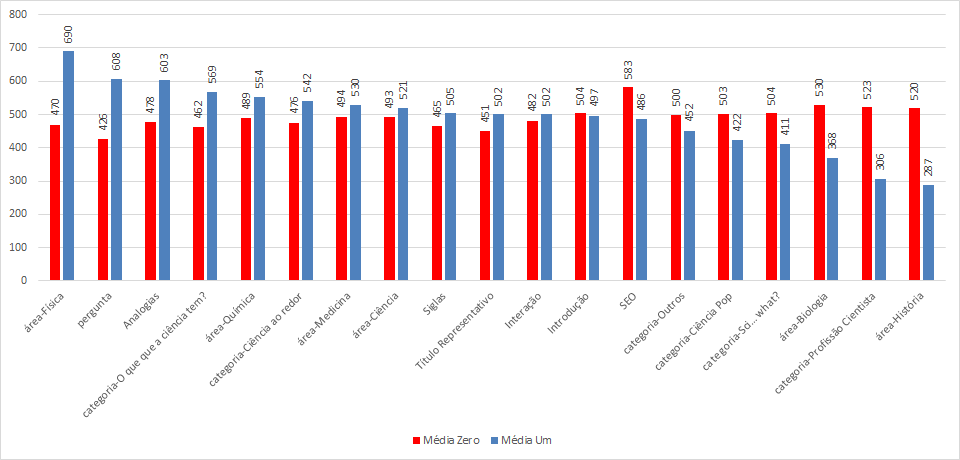 800
700
600
500
400
300
200
100
0
470 690
426 608
478 603
462 569
489 554
476 542
494 530
493 521
465 505
451 502
482 502
504 497
583 486
500 452
503 422
504 411
530 368
523 306
520 287
área-Física
pergunta
Analogias
categoria-O que que a ciência tem?
área-Química
categoria-Ciência ao redor
área-Medicina
área-Ciência
Siglas
Título Representativo
Interação
Introdução
SEO
categoria-Outros
categoria-Ciência Pop
categoria-Sci... what?
área-Biologia
categoria-Profissão Cientista
área-História
Média Zero Média Um